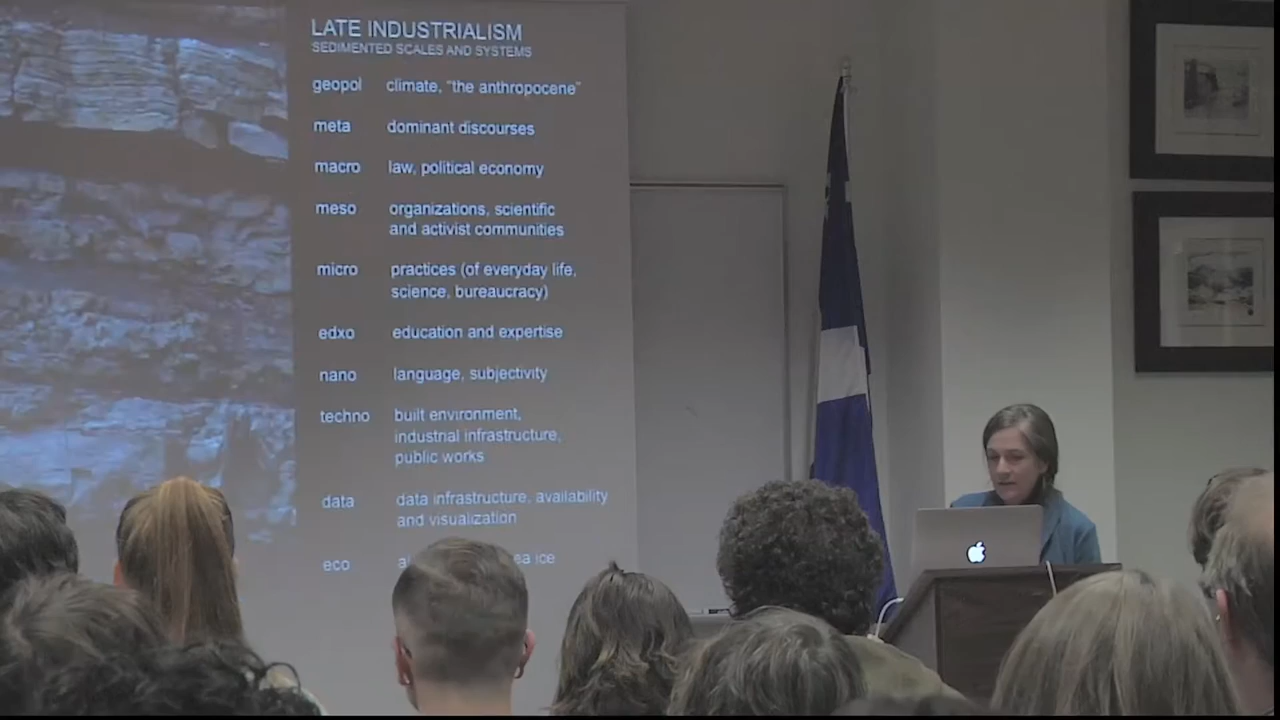 LATE INDUSTRIALISM
SEDIMENTED SCALES AND SYSTEMS
geopol climate, "the anthropocene"
meta dominant discourses
macro law, political economy
meso organizations, scientific
and activist communities
micro practices (of everyday life,
science, bureaucracy)
edxo education and expertise
nano language, subjectivity
techno built environment,
industrial infrastructure,
public works
data data infrastructure, availability
and visualization
eco ice